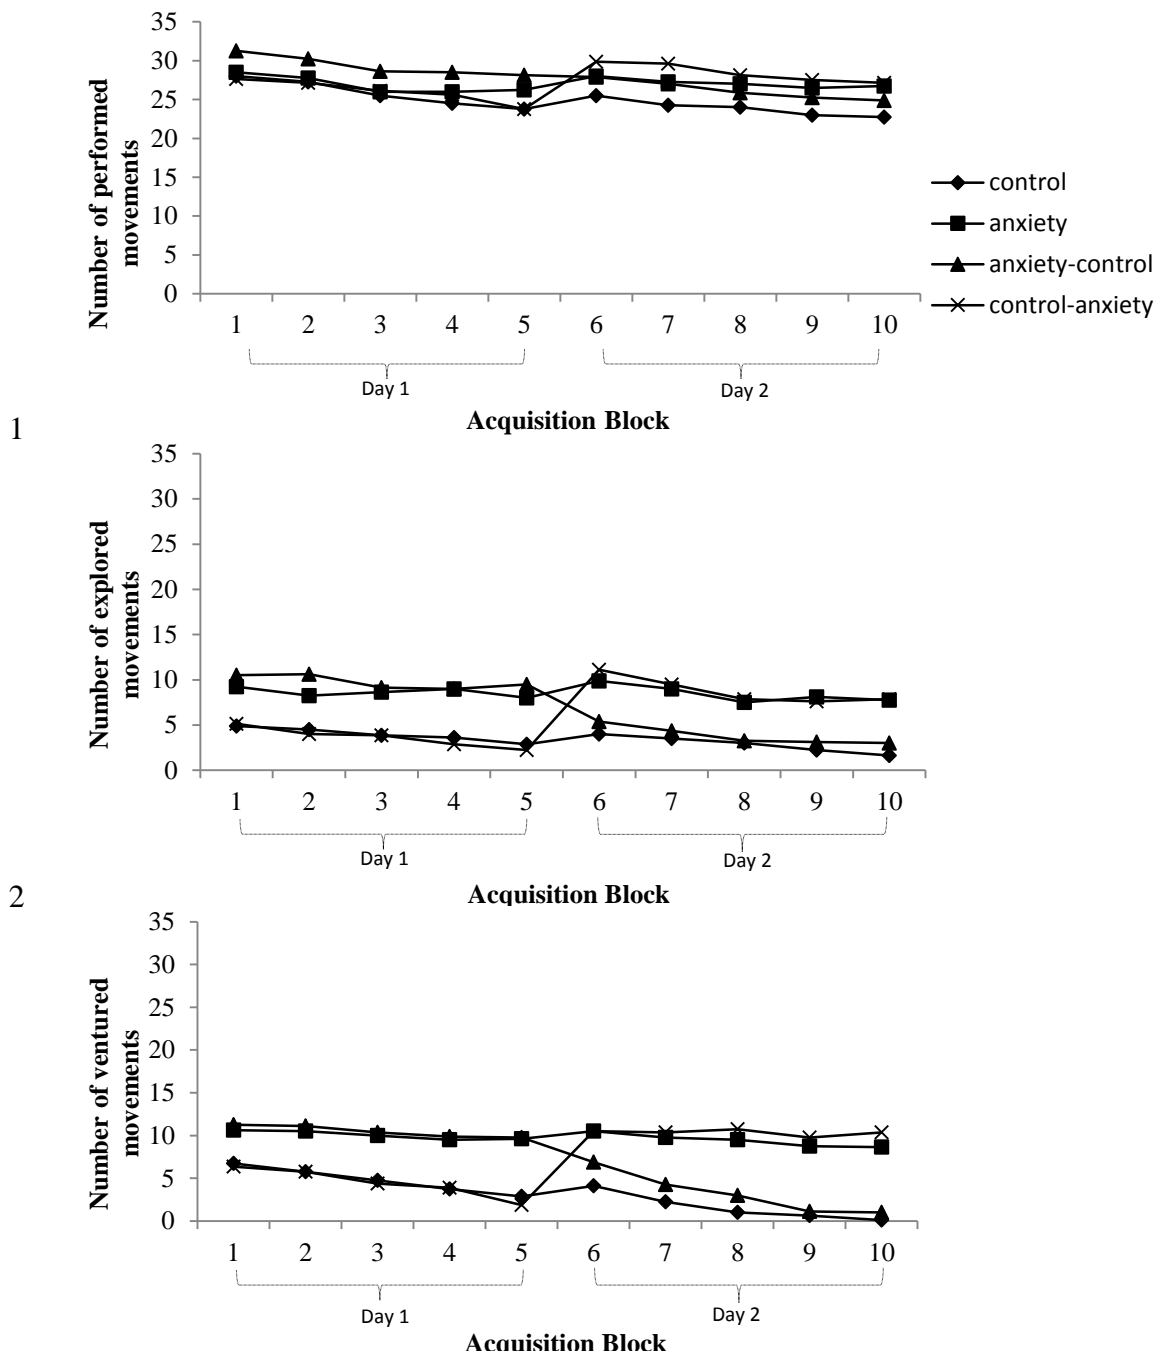 35
30
25
20
15
10
5
0
Number of performed
movements
1 2 3 4 5 6 7 8 9 10
Day 1 Day 2
Acquisition Block
control
anxiety
anxiety-control
control-anxiety
1
35
30
25
20
15
10
5
0
Number of explored
movements
1 2 3 4 5 6 7 8 9 10
Day 1 Day 2
Acquisition Block
2
35
30
25
20
15
10
5
0
Number of ventured
movements
1 2 3 4 5 6 7 8 9 10
Day 1 Day 2
Acquisition Block